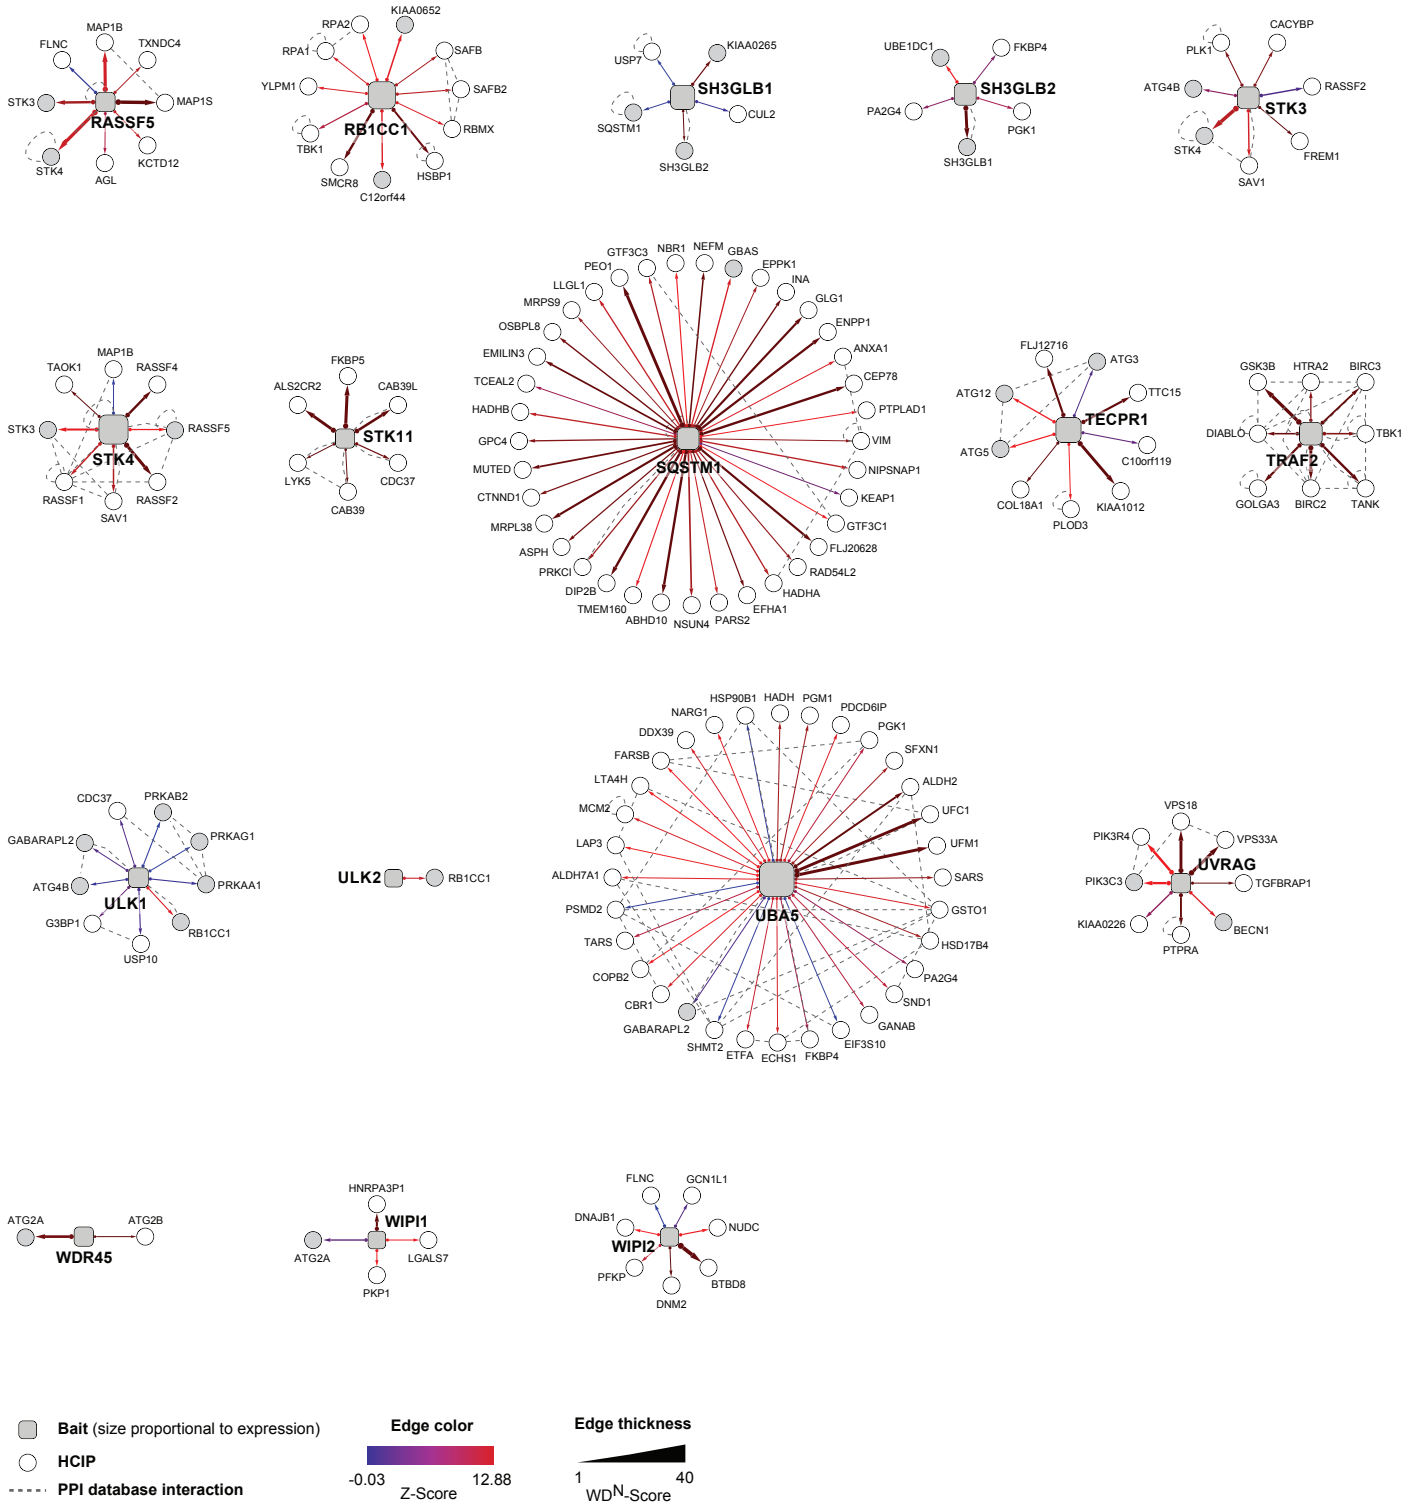 MAP1B
FLNC
TXNDC4
STK3
MAP1S
RASSF5
STK4
AGL
KCTD12
RPA2
KIAA0652
RPA1
SAFB
YLPM1
SAFB2
RB1CC1
TBK1
RBMX
SMCR8
HSBP1
C12orf44
USP7
KIAA0265
SH3GLB1
SQSTM1
CUL2
SH3GLB2
UBE1DC1
FKBP4
SH3GLB2
PA2G4
PGK1
SH3GLB1
CACYBP
PLK1
ATG4B
RASSF2
STK3
STK4
FREM1
SAV1
MAP1B
TAOK1
RASSF4
STK3
RASSF5
STK4
RASSF1
RASSF2
SAV1
FKBP5
ALS2CR2
CAB39L
STK11
LYK5
CDC37
CAB39
GTF3C3
NBR1
NEFM
GBAS
PEO1
EPPK1
LLGL1
INA
MRPS9
GLG1
OSBPL8
ENPP1
EMILIN3
ANXA1
TCEAL2
CEP78
HADHB
PTPLAD1
GPC4
VIM
SQSTM1
MUTED
NIPSNAP1
CTNND1
KEAP1
MRPL38
GTF3C1
ASPH
FLJ20628
PRKCI
RAD54L2
DIP2B
HADHA
TMEM160
EFHA1
ABHD10
NSUN4
PARS2
FLJ12716
ATG3
ATG12
TTC15
TECPR1
ATG5
C10orf119
COL18A1
KIAA1012
PLOD3
GSK3B
HTRA2
BIRC3
DIABLO
TBK1
TRAF2
GOLGA3
BIRC2
TANK
CDC37
PRKAB2
GABARAPL2
PRKAG1
ATG4B
PRKAA1
ULK1
G3BP1
RB1CC1
USP10
ULK2
RB1CC1
HSP90B1
HADH
PGM1
NARG1
PDCD6IP
DDX39
PGK1
FARSB
SFXN1
LTA4H
ALDH2
MCM2
UFC1
LAP3
UFM1
ALDH7A1
SARS
PSMD2
GSTO1
UBA5
TARS
HSD17B4
COPB2
PA2G4
CBR1
SND1
GABARAPL2
GANAB
SHMT2
EIF3S10
ETFA
ECHS1
FKBP4
VPS18
PIK3R4
VPS33A
UVRAG
PIK3C3
TGFBRAP1
KIAA0226
BECN1
PTPRA
ATG2A
ATG2B
WDR45
HNRPA3P1
WIPI1
ATG2A
LGALS7
PKP1
FLNC
GCN1L1
DNAJB1
NUDC
WIPI2
PFKP
BTBD8
DNM2
Bait (size proportional to expression)
HCIP
PPI database interaction
Edge color
-0.03 12.88
Z-Score
Edge thickness
1 40
WDN-Score